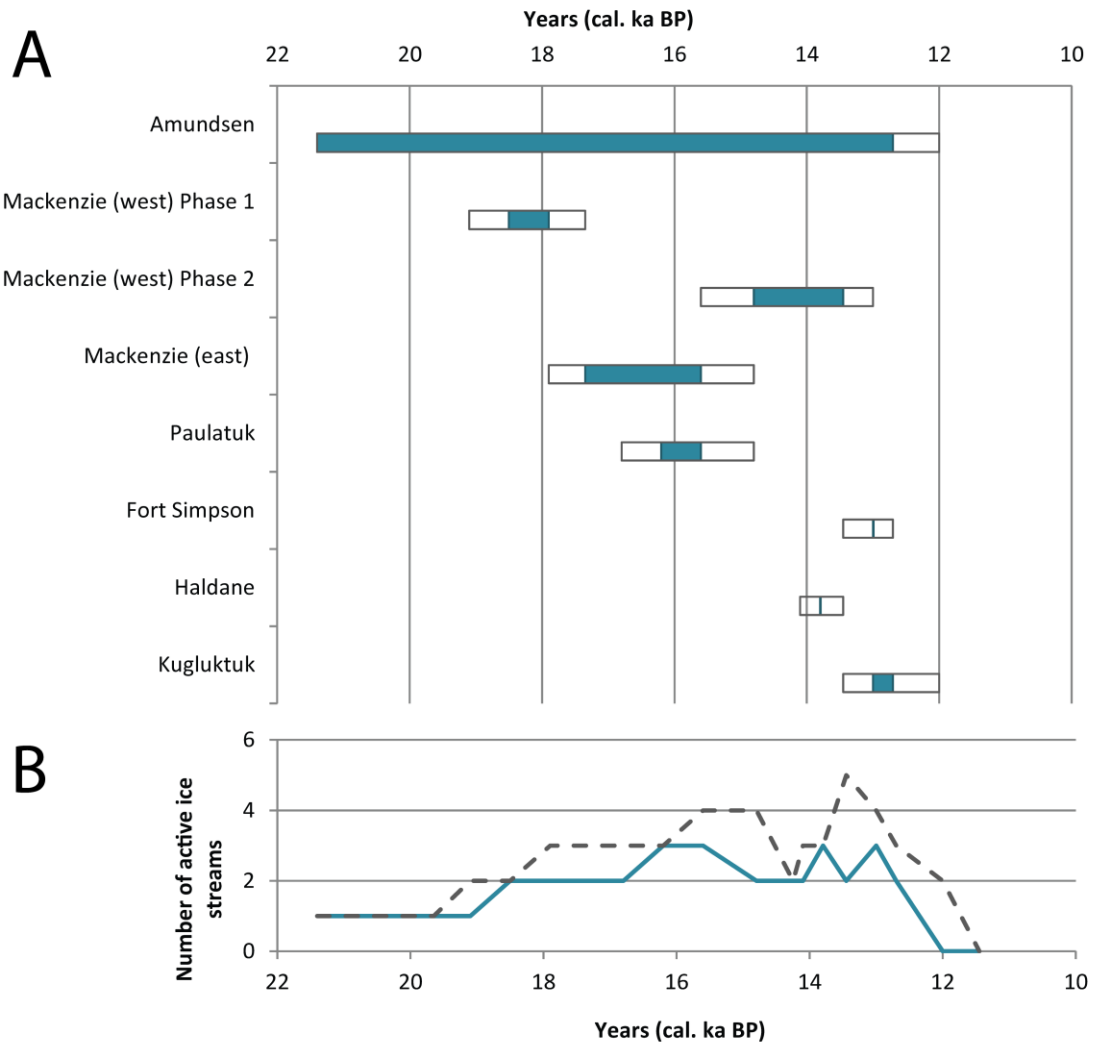 Years (cal. ka BP)
A
22 20 18 16 14 12 10
Amundsen
Mackenzie (west) Phase 1
Mackenzie (west) Phase 2
Mackenzie (east)
Paulatuk
Fort Simpson
Haldane
Kugluktuk
B
Number of active ice
streams
6
4
2
0
22 20 18 16 14 12 10
Years (cal. ka BP)